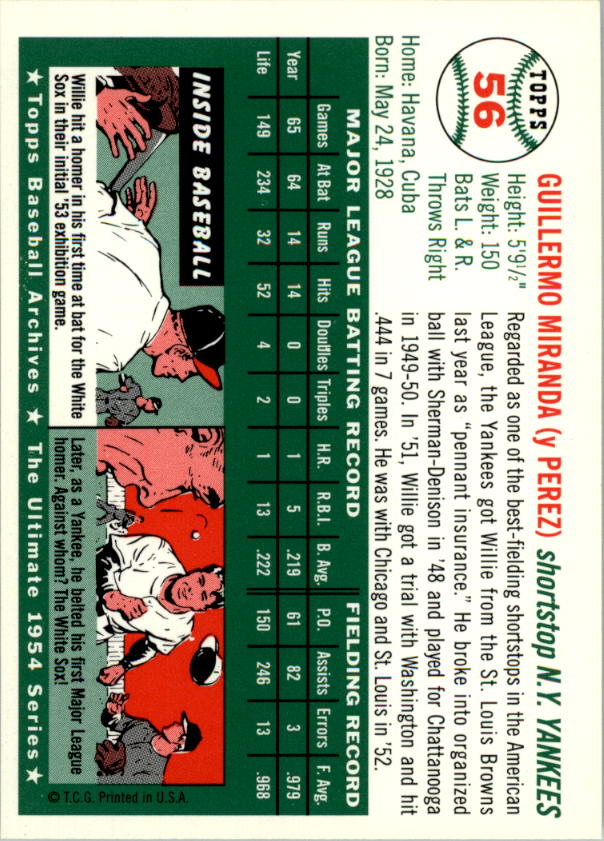 TOPPS
56
GUILLERMO MIRANDA (y PEREZ) shortstop N.Y. YANKEES
Height: 5'9½"
Weight: 150
Bats L. & R.
Throws Right
Home: Havana, Cuba
Born: May 24, 1928
Regarded as one of the best-fielding shortstops in the American
League, the Yankees got Willie from the St. Louis Browns
last year as "pennant insurance." He broke into organized
ball with Sherman-Denison in '48 and played for Chattanooga
in 1949-50. In '51, Willie got a trial with Washington and hit
.444 in 7 games. He was with Chicago and St. Louis in '52.
MAJOR LEAGUE BATTING RECORD FIELDING RECORD
Games At Bat Runs Hits Doubles Triples H.R. R.B.I. B. Avg. P.O. Assists Errors F. Avg.
Year 65 64 14 14 0 0 1 5 .219 61 82 3 .979
Life 149 234 32 52 4 2 1 13 .222 150 246 13 .968
INSIDE BASEBALL
Willie hit a homer in his first time at bat for the White
Sox in their initial '53 exhibition game.
Later, as a Yankee, he belted his first Major League
homer. Against whom? The White Sox!
© T.C.G. Printed in U.S.A.
★ Topps Baseball Archives ★ The Ultimate 1954 Series ★